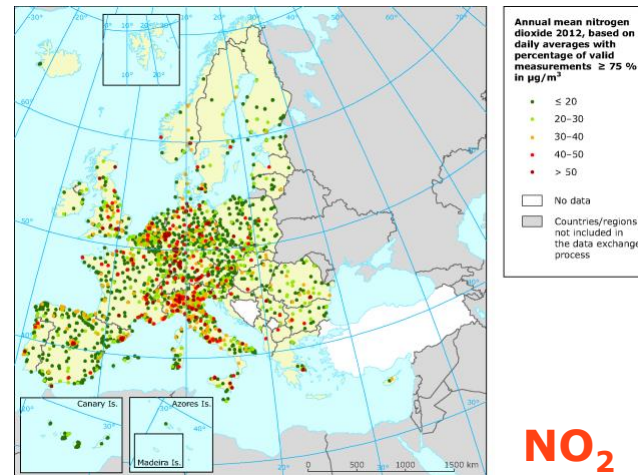 Annual mean nitrogen
dioxide 2012, based on
daily averages with
percentage of valid
measurements ≥ 75 %
in µg/m³
≤ 20
20–30
30–40
40–50
> 50
No data
Countries/regions
not included in
the data exchange
process
Canary Is.
Azores Is.
Madeira Is.
0 500 1000 1500 km
NO₂